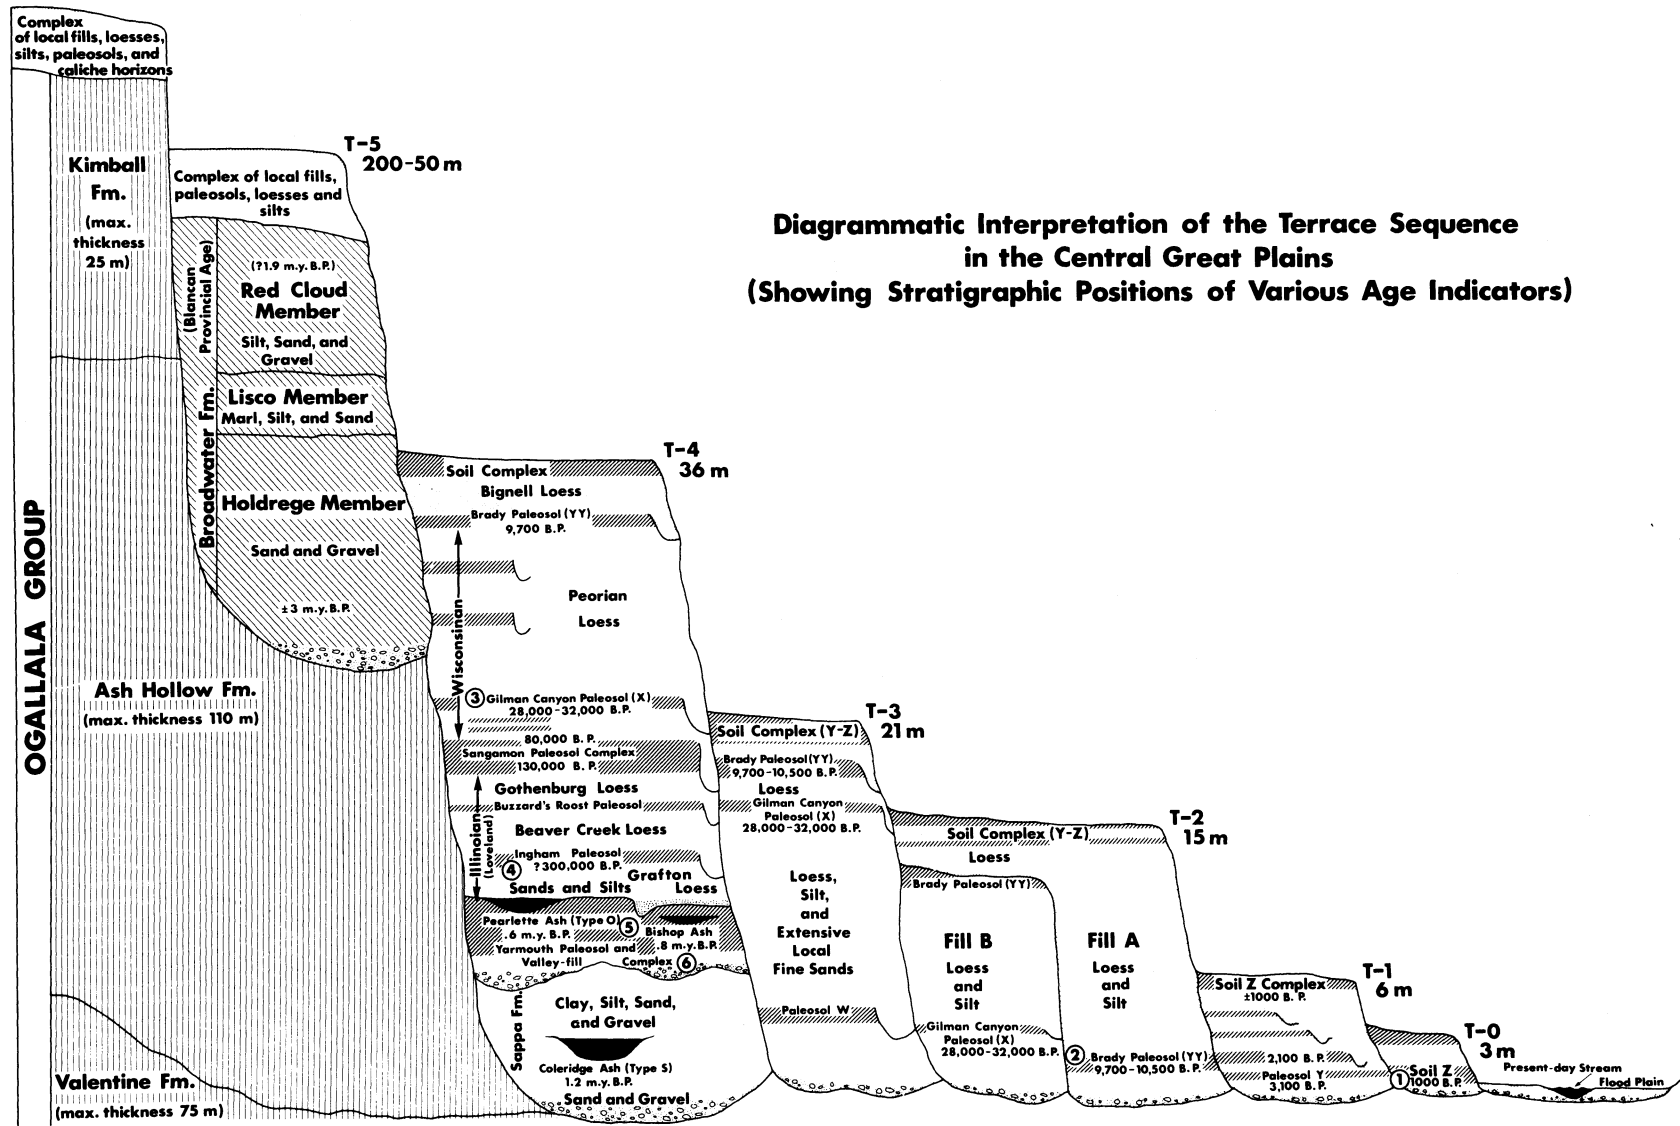 Complex
of local fills, loesses,
silts, paleosols, and
caliche horizons
OGALLALA GROUP
Kimball
Fm.
(max.
thickness
25 m)
Ash Hollow Fm.
(max. thickness 110 m)
Valentine Fm.
(max. thickness 75 m)
T-5
200-50 m
Complex of local fills,
paleosols, loesses and
silts
Broadwater Fm.
(Blancan
Provincial Age)
(?1.9 m.y. B.P.)
Red Cloud
Member
Silt, Sand, and
Gravel
Lisco Member
Marl, Silt, and Sand
Holdrege Member
Sand and Gravel
±3 m.y. B.P.
Diagrammatic Interpretation of the Terrace Sequence
in the Central Great Plains
(Showing Stratigraphic Positions of Various Age Indicators)
T-4
36 m
Soil Complex
Bignell Loess
Brady Paleosol (YY)
9,700 B.P.
Wisconsinan
Peorian
Loess
3 Gilman Canyon Paleosol (X)
28,000-32,000 B.P.
80,000 B.P.
Sangamon Paleosol Complex
130,000 B.P.
Illinoian
(Loveland)
Gothenburg Loess
Buzzard's Roost Paleosol
Beaver Creek Loess
Ingham Paleosol
4 ?300,000 B.P.
Grafton
Loess
Sands and Silts
Pearlette Ash (Type O) 5
.6 m.y. B.P.
Bishop Ash
.8 m.y. B.P.
Yarmouth Paleosol and
Valley-fill Complex 6
Sappa Fm.
Clay, Silt, Sand,
and Gravel
Coleridge Ash (Type S)
1.2 m.y. B.P.
Sand and Gravel
T-3
21 m
Soil Complex (Y-Z)
Brady Paleosol (YY)
9,700-10,500 B.P.
Loess
Gilman Canyon
Paleosol (X)
28,000-32,000 B.P.
Loess,
Silt,
and
Extensive
Local
Fine Sands
Paleosol W
T-2
15 m
Soil Complex (Y-Z)
Loess
Brady Paleosol (YY)
Fill B
Loess
and
Silt
Gilman Canyon
Paleosol (X)
28,000-32,000 B.P.
Fill A
Loess
and
Silt
2 Brady Paleosol (YY)
9,700-10,500 B.P.
T-1
6 m
Soil Z Complex
±1000 B.P.
2,100 B.P.
Paleosol Y
3,100 B.P.
T-0
3 m
1 Soil Z
1000 B.P.
Present-day Stream
Flood Plain